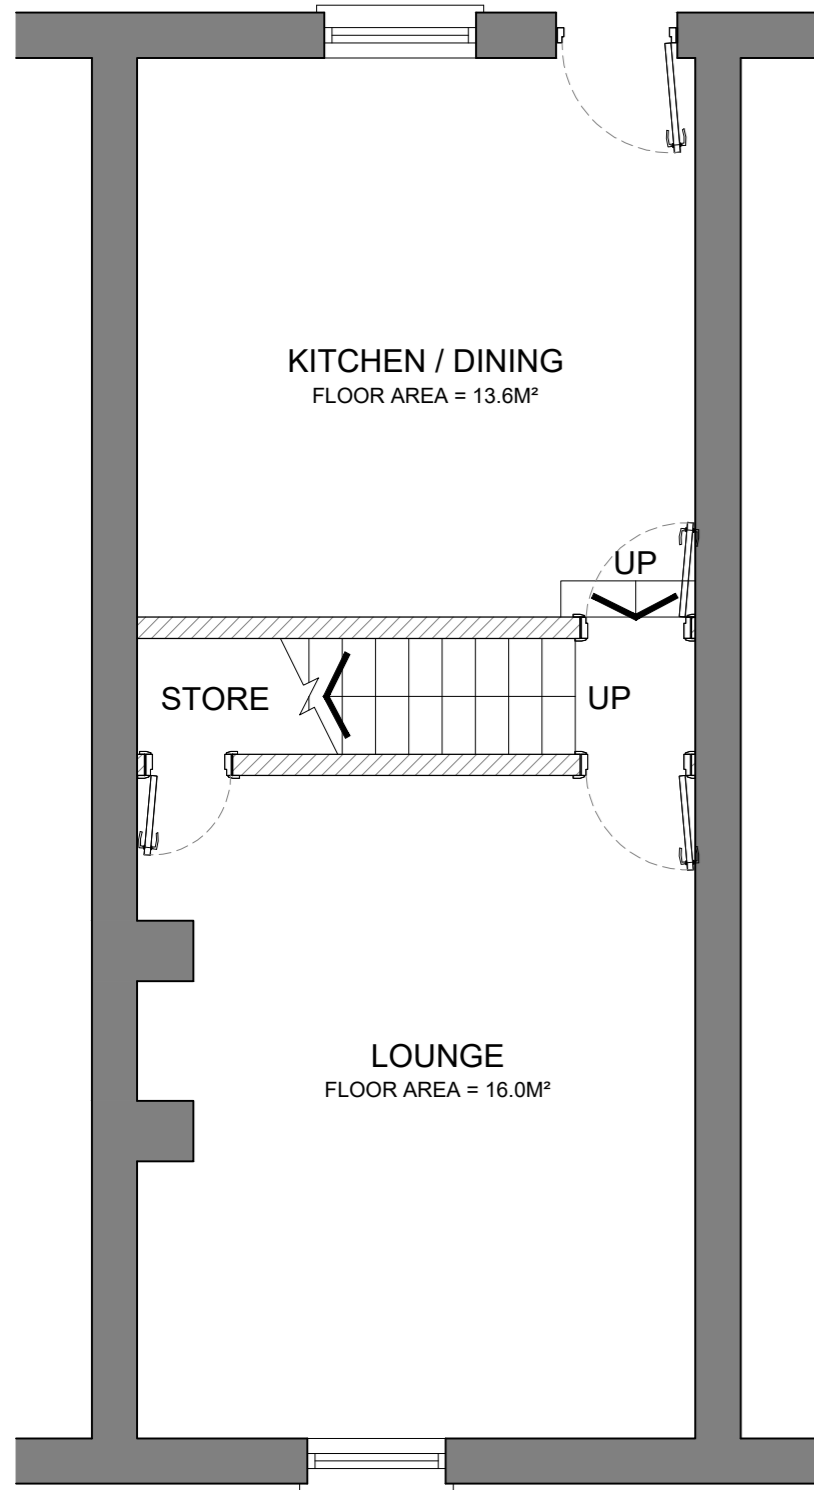 KITCHEN / DINING
FLOOR AREA = 13.6M²
UP
STORE
UP
LOUNGE
FLOOR AREA = 16.0M²